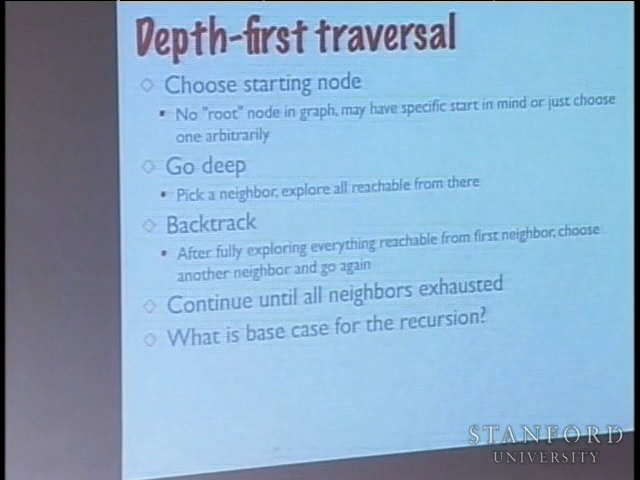 Depth-first traversal
Choose starting node
No "root" node in graph, may have specific start in mind or just choose
one arbitrarily
Go deep
Pick a neighbor, explore all reachable from there
Backtrack
After fully exploring everything reachable from first neighbor, choose
another neighbor and go again
Continue until all neighbors exhausted
What is base case for the recursion?
STANFORD
UNIVERSITY